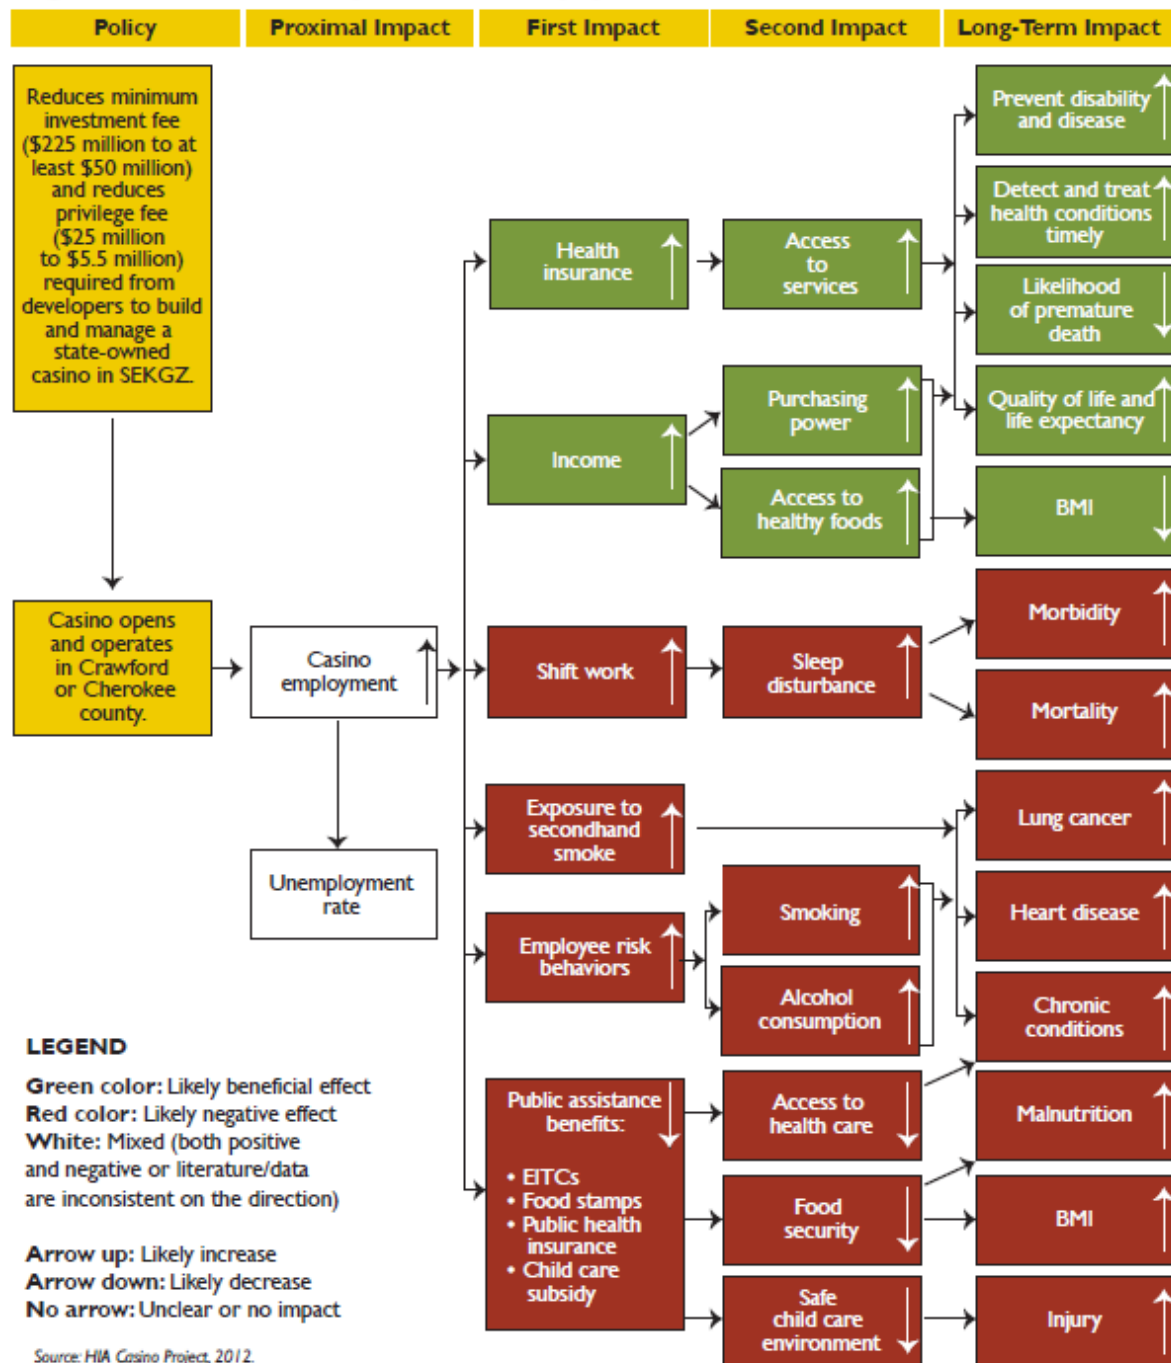 Policy
Proximal Impact
First Impact
Second Impact
Long-Term Impact
Reduces minimum
investment fee
($225 million to at
least $50 million)
and reduces
privilege fee
($25 million
to $5.5 million)
required from
developers to build
and manage a
state-owned
casino in SEKGZ.
Casino opens
and operates
in Crawford
or Cherokee
county.
Casino
employment
Unemployment
rate
Health
insurance
Income
Shift work
Exposure to
secondhand
smoke
Employee risk
behaviors
Public assistance
benefits:
• EITCs
• Food stamps
• Public health
insurance
• Child care
subsidy
Access
to
services
Purchasing
power
Access to
healthy foods
Sleep
disturbance
Smoking
Alcohol
consumption
Access to
health care
Food
security
Safe
child care
environment
Prevent disability
and disease
Detect and treat
health conditions
timely
Likelihood
of premature
death
Quality of life and
life expectancy
BMI
Morbidity
Mortality
Lung cancer
Heart disease
Chronic
conditions
Malnutrition
BMI
Injury
LEGEND
Green color: Likely beneficial effect
Red color: Likely negative effect
White: Mixed (both positive
and negative or literature/data
are inconsistent on the direction)
Arrow up: Likely increase
Arrow down: Likely decrease
No arrow: Unclear or no impact
Source: HIA Casino Project, 2012.